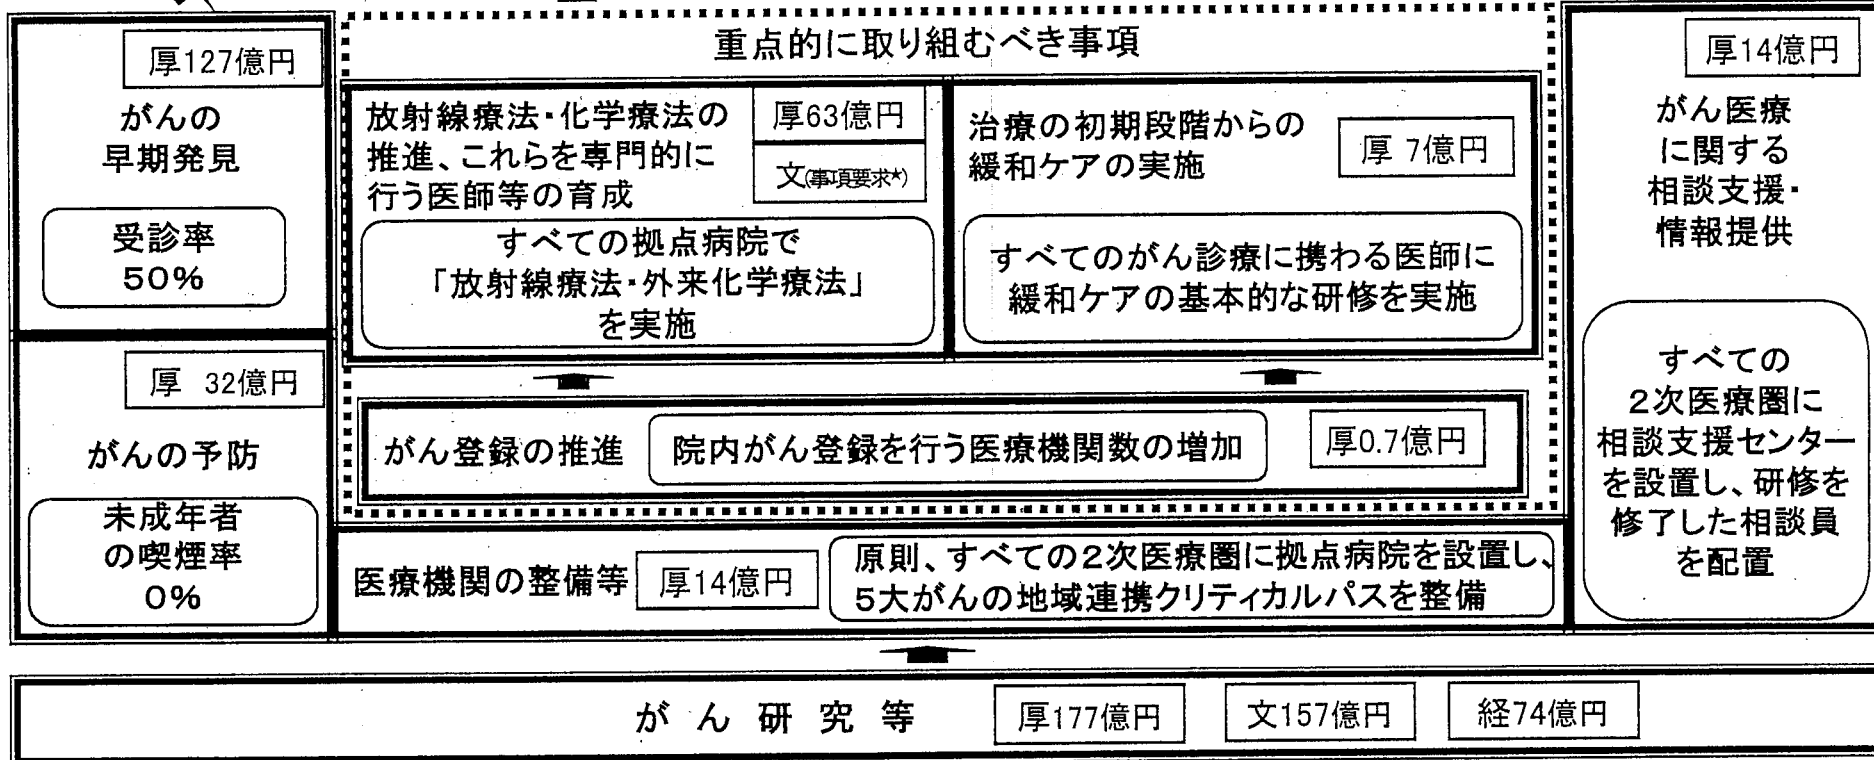 厚127億円
がんの
早期発見
受診率
50%
厚 32億円
がんの予防
未成年者
の喫煙率
0%
重点的に取り組むべき事項
放射線療法・化学療法の
推進、これらを専門的に
行う医師等の育成
厚63億円
文(事項要求*)
すべての拠点病院で
「放射線療法・外来化学療法」
を実施
治療の初期段階からの
緩和ケアの実施
厚 7億円
すべてのがん診療に携わる医師に
緩和ケアの基本的な研修を実施
がん登録の推進
院内がん登録を行う医療機関数の増加
厚0.7億円
医療機関の整備等
厚14億円
原則、すべての2次医療圏に拠点病院を設置し、
5大がんの地域連携クリティカルパスを整備
厚14億円
がん医療
に関する
相談支援・
情報提供
すべての
2次医療圏に
相談支援センター
を設置し、研修を
修了した相談員
を配置
がん研究等
厚177億円
文157億円
経74億円